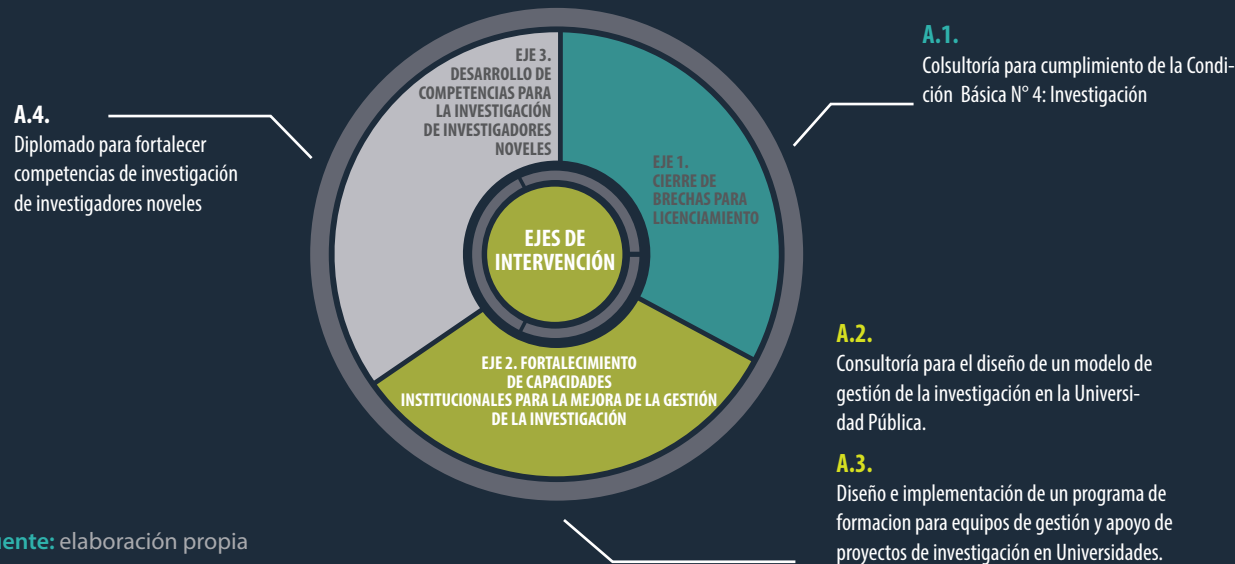 A.4.
Diplomado para fortalecer
competencias de investigación
de investigadores noveles
EJE 3.
DESARROLLO DE
COMPETENCIAS PARA
LA INVESTIGACIÓN
DE INVESTIGADORES
NOVELES
EJE 1.
CIERRE DE
BRECHAS PARA
LICENCIAMIENTO
A.1.
Colsultoría para cumplimiento de la Condi-
ción Básica N° 4: Investigación
EJES DE
INTERVENCIÓN
EJE 2. FORTALECIMIENTO
DE CAPACIDADES
INSTITUCIONALES PARA LA MEJORA DE LA GESTIÓN
DE LA INVESTIGACIÓN
A.2.
Consultoría para el diseño de un modelo de
gestión de la investigación en la Universi-
dad Pública.
A.3.
Diseño e implementación de un programa de
formacion para equipos de gestión y apoyo de
proyectos de investigación en Universidades.
uente: elaboración propia